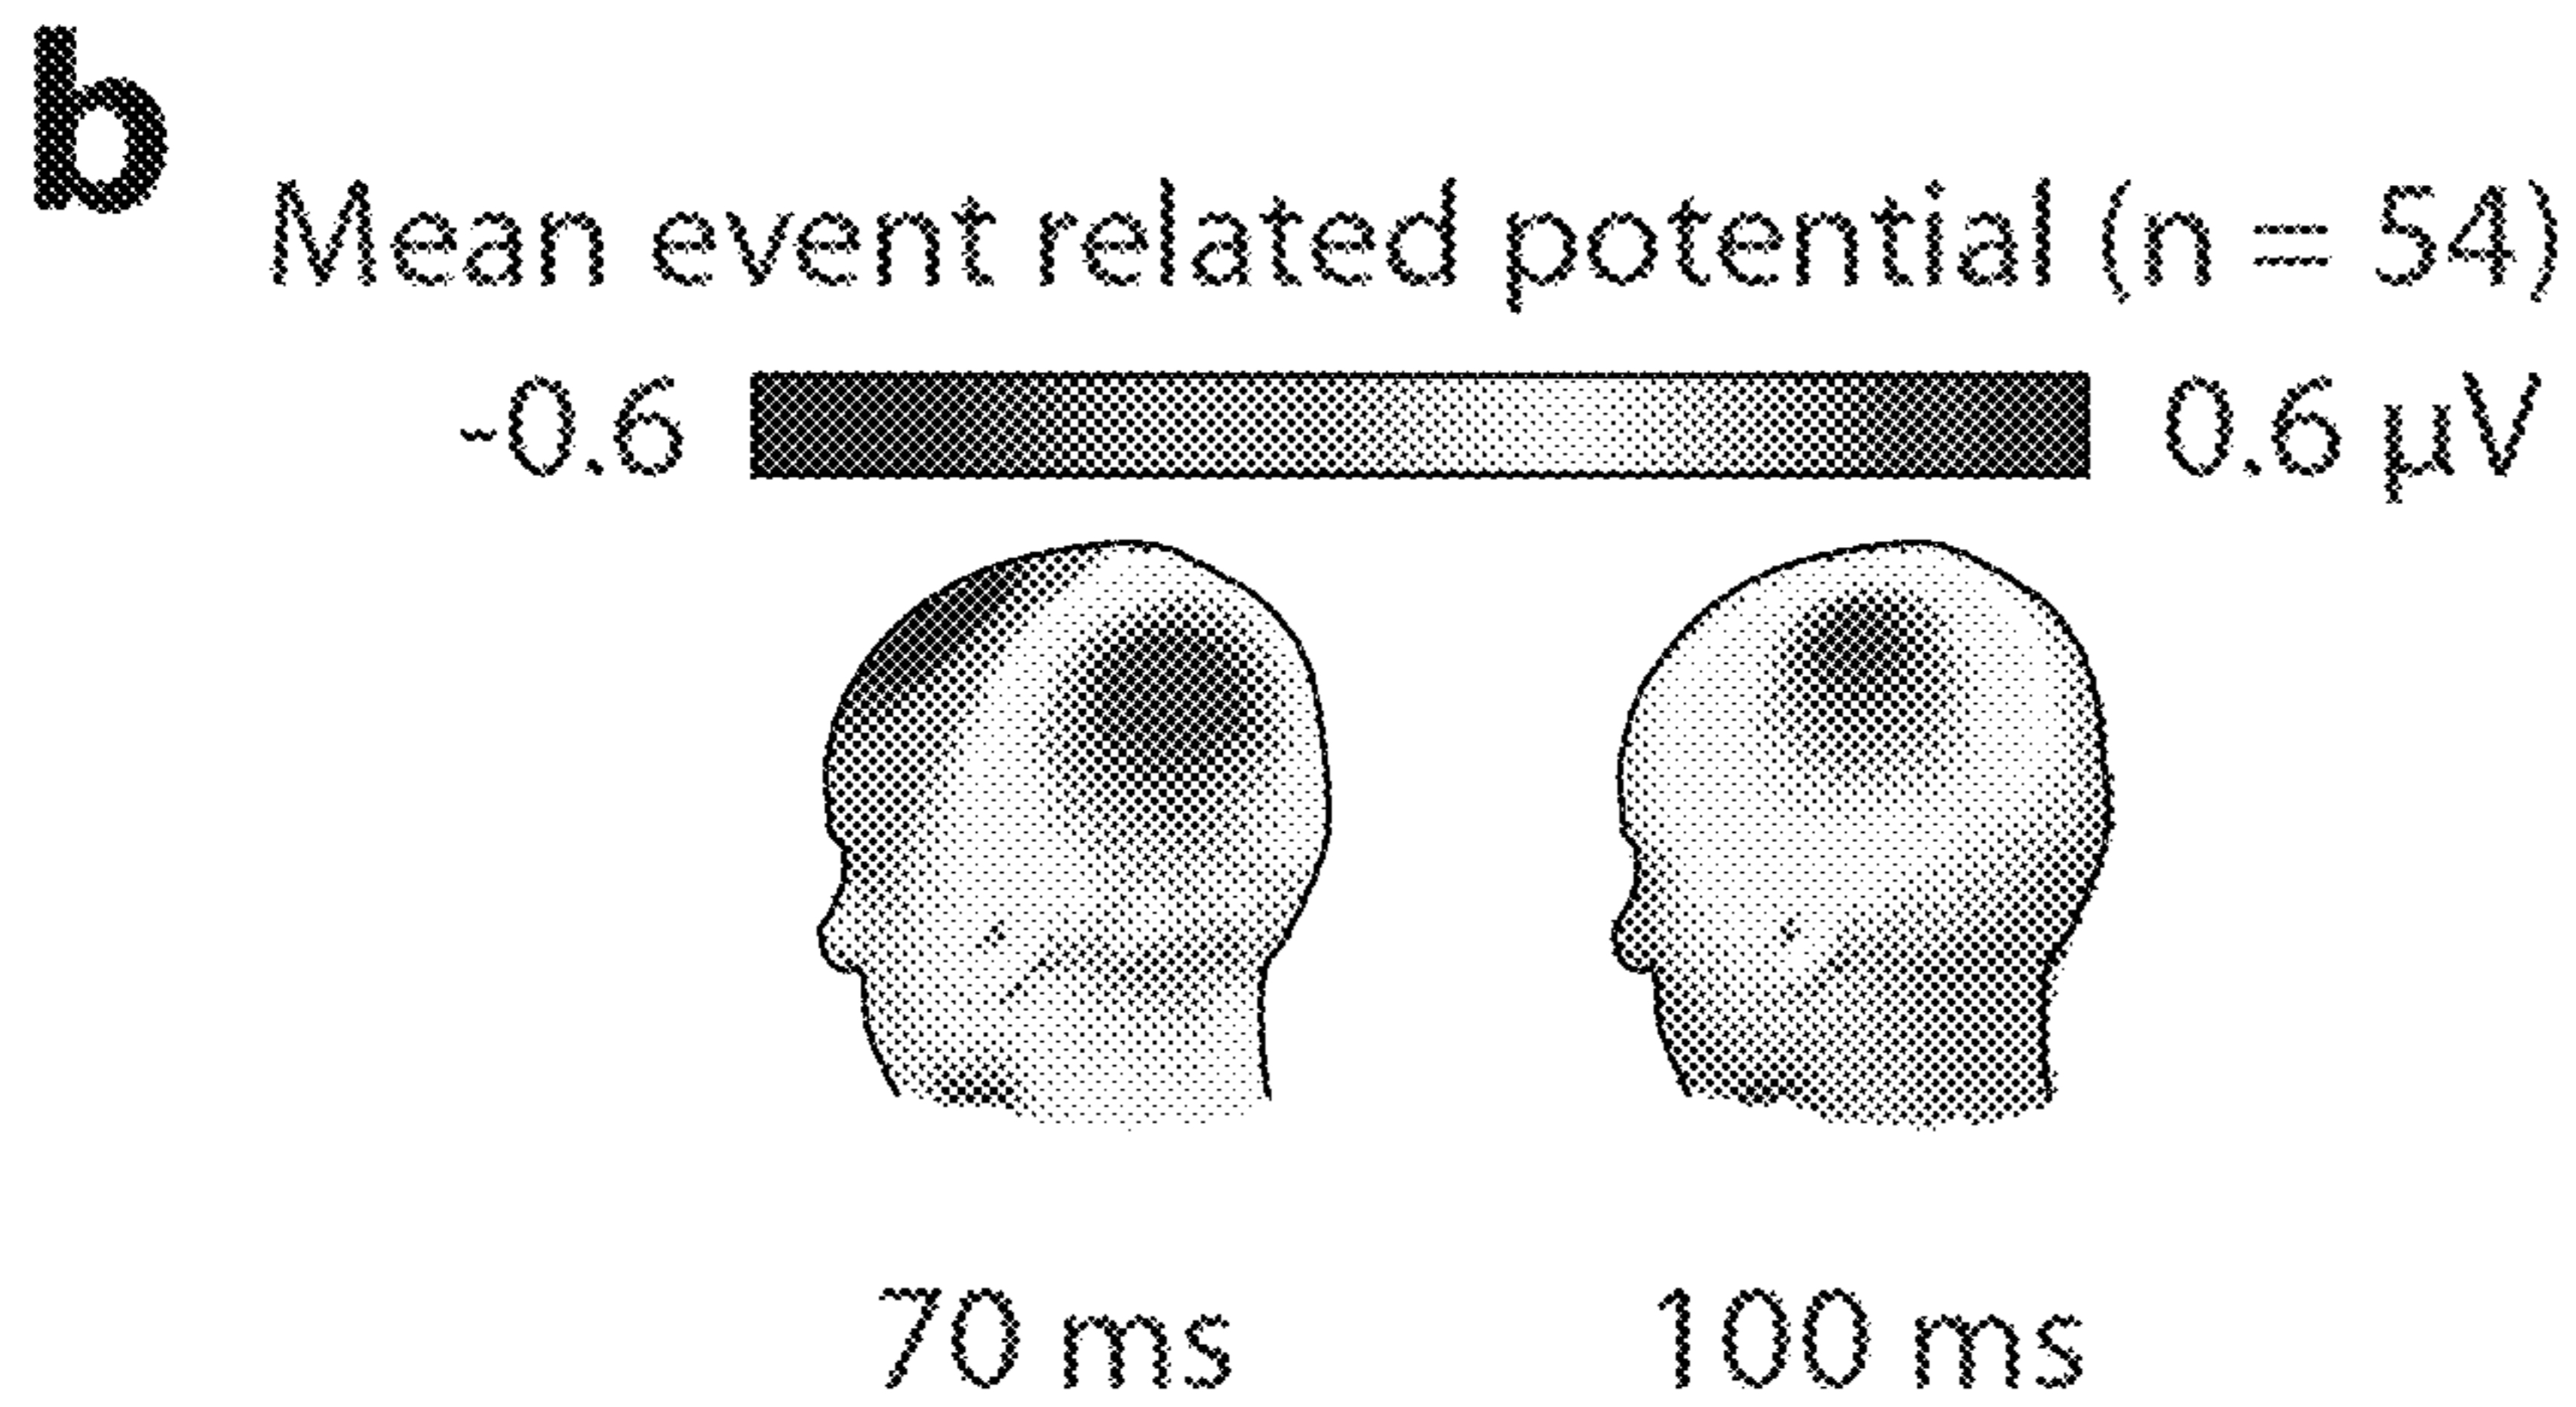 b
Mean event related potential (n = 54)
-0.6 0.6 µV
70 ms 100 ms